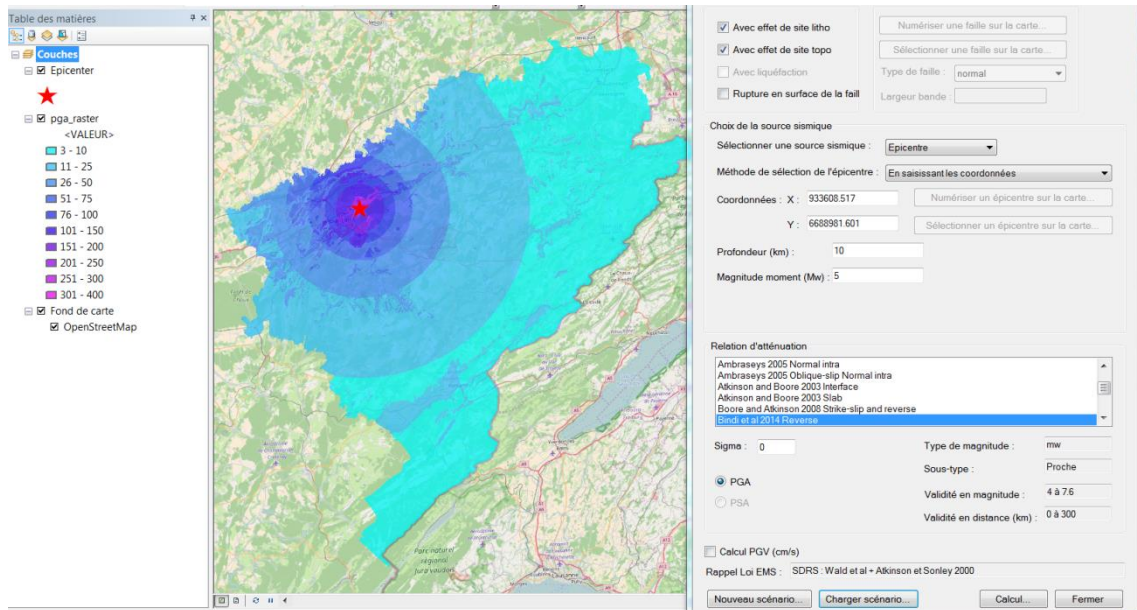 Table des matières
Couches
Epicenter
pga_raster
<VALEUR>
3 - 10
11 - 25
26 - 50
51 - 75
76 - 100
101 - 150
151 - 200
201 - 250
251 - 300
301 - 400
Fond de carte
OpenStreetMap
Parc naturel
régional
Jura vaudois
Avec effet de site litho
Avec effet de site topo
Avec liquéfaction
Rupture en surface de la faill
Numériser une faille sur la carte...
Sélectionner une faille sur la carte...
Type de faille : normal
Largeur bande :
Choix de la source sismique
Sélectionner une source sismique : Epicentre
Méthode de sélection de l'épicentre : En saisissant les coordonnées
Coordonnées : X : 933608.517 Numériser un épicentre sur la carte...
Y : 6688981.601 Sélectionner un épicentre sur la carte...
Profondeur (km) : 10
Magnitude moment (Mw) : 5
Relation d'atténuation
Ambraseys 2005 Normal intra
Ambraseys 2005 Oblique-slip Normal intra
Atkinson and Boore 2003 Interface
Atkinson and Boore 2003 Slab
Boore and Atkinson 2008 Strike-slip and reverse
Bindi et al 2014 Reverse
Sigma : 0
PGA
PSA
Type de magnitude : mw
Sous-type : Proche
Validité en magnitude : 4 à 7.6
Validité en distance (km) : 0 à 300
Calcul PGV (cm/s)
Rappel Loi EMS : SDRS : Wald et al + Atkinson et Sonley 2000
Nouveau scénario... Charger scénario... Calcul... Fermer